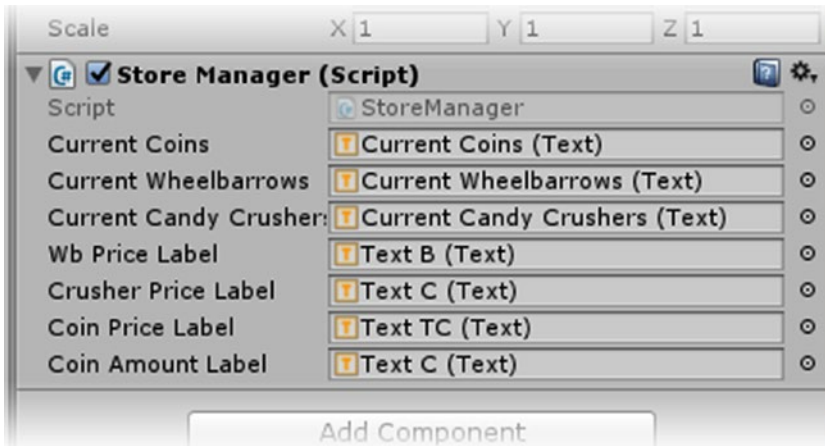 Scale X 1 Y 1 Z 1
Store Manager (Script)
Script StoreManager
Current Coins Current Coins (Text)
Current Wheelbarrows Current Wheelbarrows (Text)
Current Candy Crushers Current Candy Crushers (Text)
Wb Price Label Text B (Text)
Crusher Price Label Text C (Text)
Coin Price Label Text TC (Text)
Coin Amount Label Text C (Text)
Add Component